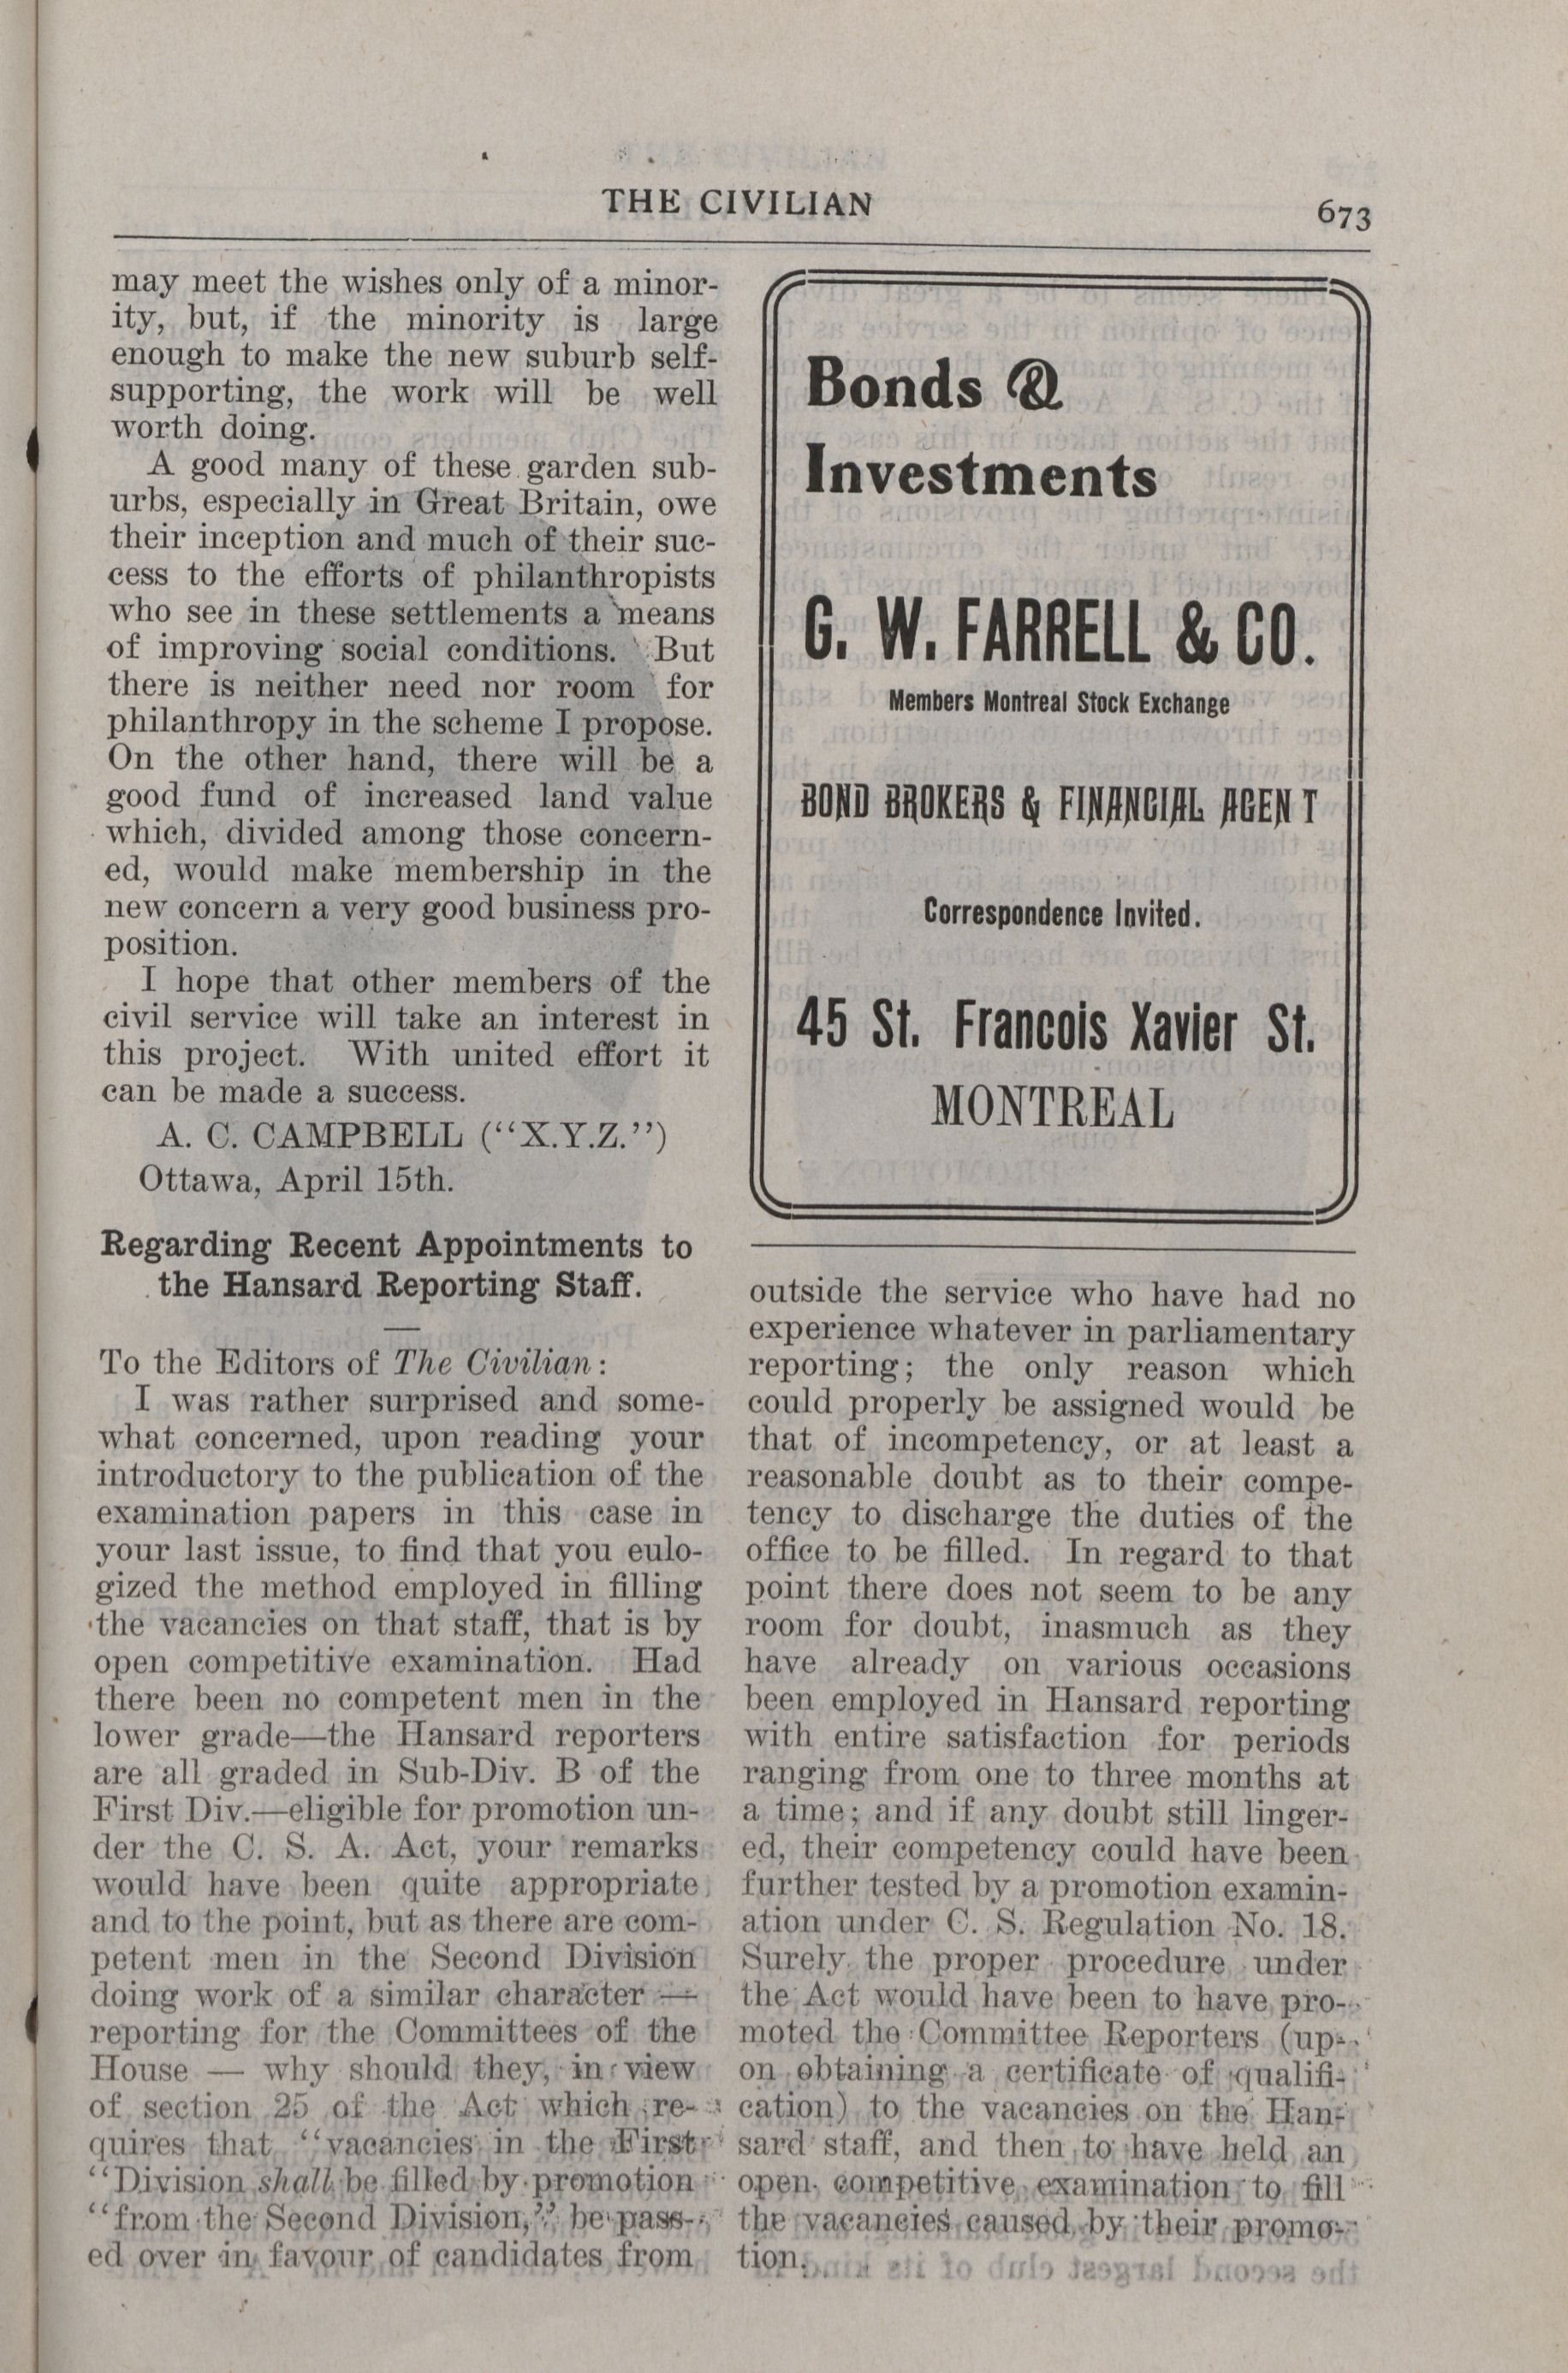 THE CIVILIAN
673
may meet the wishes only of a minor-
ity, but, if the minority is large
enough to make the new suburb self-
supporting, the work will be well
worth doing.
A good many of these garden sub-
urbs, especially in Great Britain, owe
their inception and much of their suc-
cess to the efforts of philanthropists
who see in these settlements a means
of improving social conditions. But
there is neither need nor room for
philanthropy in the scheme I propose.
On the other hand, there will be a
good fund of increased land value
which, divided among those concern-
ed, would make membership in the
new concern a very good business pro-
position.
I hope that other members of the
civil service will take an interest in
this project. With united effort it
can be made a success.
A. C. CAMPBELL (“X.Y.Z.”)
Ottawa, April 15th.
Regarding Recent Appointments to
the Hansard Reporting Staff.
To the Editors of The Civilian:
I was rather surprised and some-
what concerned, upon reading your
introductory to the publication of the
examination papers in this case in
your last issue, to find that you eulo-
gized the method employed in filling
the vacancies on that staff, that is by
open competitive examination. Had
there been no competent men in the
lower grade—the Hansard reporters
are all graded in Sub-Div. B of the
First Div.—eligible for promotion un-
der the C. S. A. Act, your remarks
would have been quite appropriate
and to the point, but as there are com-
petent men in the Second Division
doing work of a similar character —
reporting for the Committees of the
House — why should they, in view
of section 25 of the Act which re-
quires that “vacancies in the First
“Division shall be filled by promotion
“from the Second Division,” be pass-
ed over in favour of candidates from
Bonds &
Investments
G. W. FARRELL & CO.
Members Montreal Stock Exchange
BOND BROKERS & FINANCIAL AGEN T
Correspondence Invited.
45 St. Francois Xavier St.
MONTREAL
outside the service who have had no
experience whatever in parliamentary
reporting; the only reason which
could properly be assigned would be
that of incompetency, or at least a
reasonable doubt as to their compe-
tency to discharge the duties of the
office to be filled. In regard to that
point there does not seem to be any
room for doubt, inasmuch as they
have already on various occasions
been employed in Hansard reporting
with entire satisfaction for periods
ranging from one to three months at
a time; and if any doubt still linger-
ed, their competency could have been
further tested by a promotion examin-
ation under C. S. Regulation No. 18.
Surely the proper procedure under
the Act would have been to have pro-
moted the Committee Reporters (up-
on obtaining a certificate of qualifi-
cation) to the vacancies on the Han-
sard staff, and then to have held an
open competitive examination to fill
the vacancies caused by their promo-
tion.